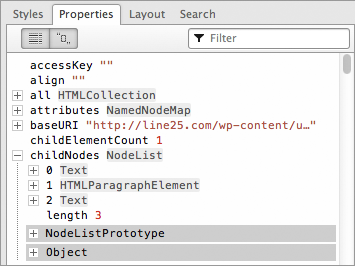 Styles Properties Layout Search
"0," Filter
accessKey ""
align ""
all HTMLCollection
attributes NamedNodeMap
baseURI "http://line25.com/wp-content/u…"
childElementCount 1
childNodes NodeList
0 Text
1 HTMLParagraphElement
2 Text
length 3
NodeListPrototype
Object